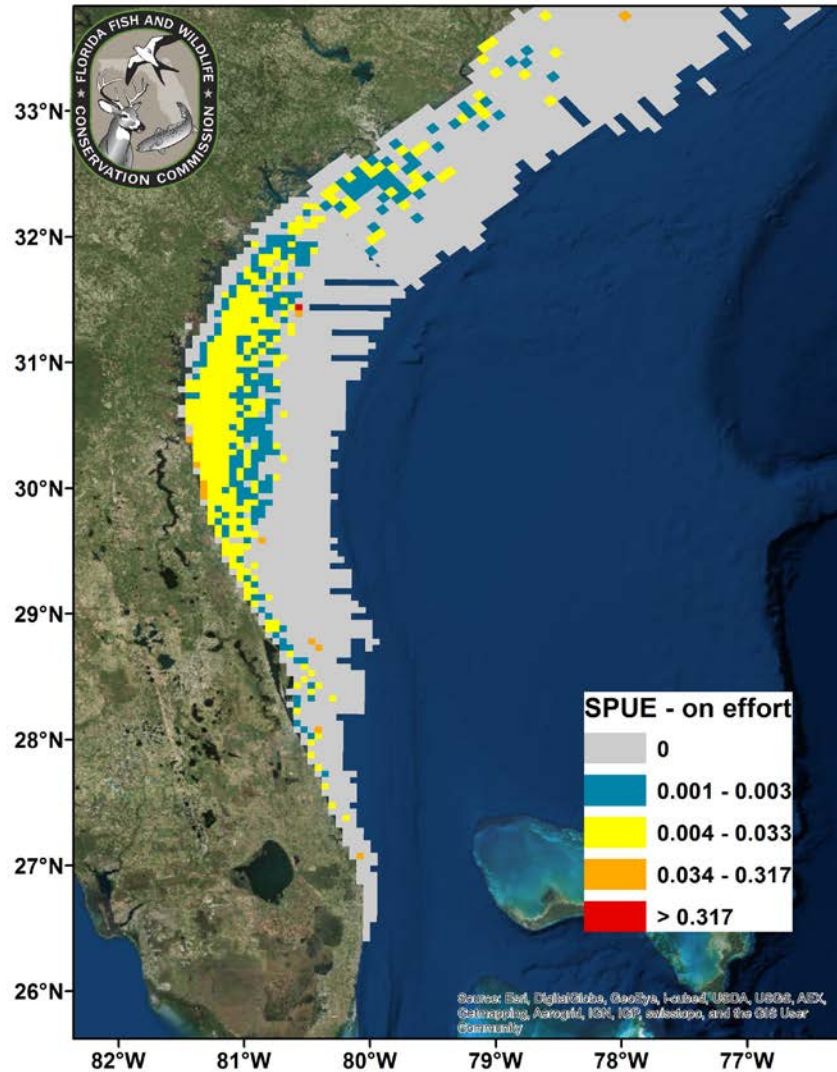 FLORIDA FISH AND WILDLIFE
CONSERVATION COMMISSION
33°N
32°N
31°N
30°N
29°N
28°N
27°N
26°N
SPUE - on effort
0
0.001 - 0.003
0.004 - 0.033
0.034 - 0.317
> 0.317
Source: Esri, DigitalGlobe, GeoEye, i-cubed, USDA, USGS, AEX,
Getmapping, Aerogrid, IGN, IGP, swisstopo, and the GIS User
Community
82°W 81°W 80°W 79°W 78°W 77°W